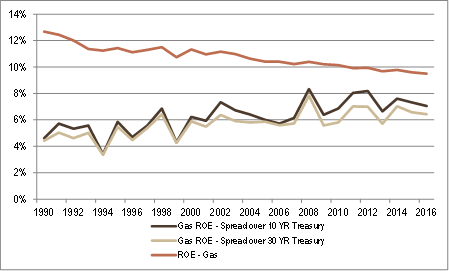 14%
12%
10%
8%
6%
4%
2%
0%
1990 1992 1994 1996 1998 2000 2002 2004 2006 2008 2010 2012 2014 2016
Gas ROE - Spread over 10 YR Treasury
Gas ROE - Spread over 30 YR Treasury
ROE - Gas